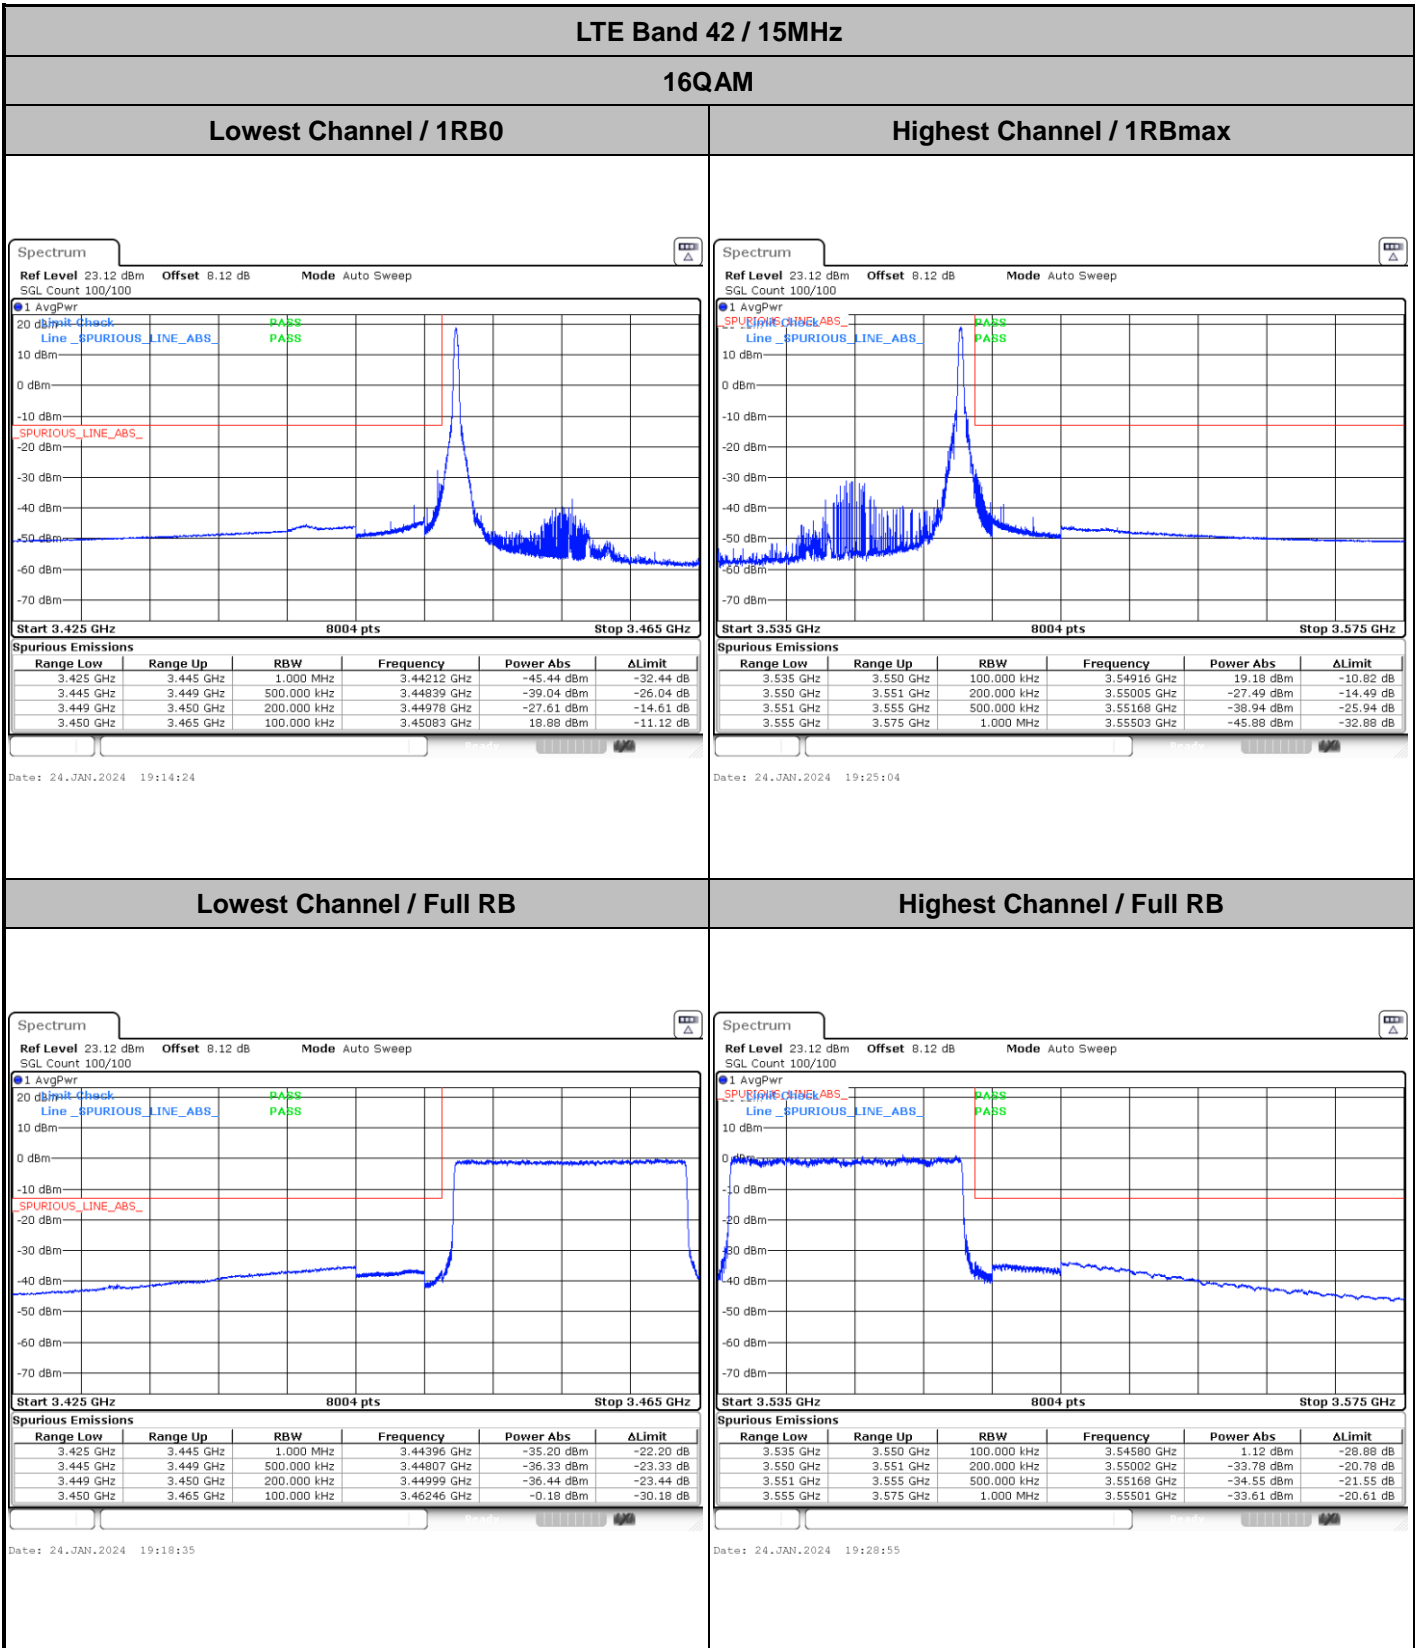 LTE Band 42 / 15MHz
16QAM
Lowest Channel / 1RB0
Highest Channel / 1RBmax
Spectrum
Ref Level 23.12 dBm Offset 8.12 dB Mode Auto Sweep
SGL Count 100/100
1 AvgPwr
20 dBm
Limit Check PASS
Line _SPURIOUS_LINE_ABS_ PASS
10 dBm
0 dBm
-10 dBm
_SPURIOUS_LINE_ABS_
-20 dBm
-30 dBm
-40 dBm
-50 dBm
-60 dBm
-70 dBm
Start 3.425 GHz 8004 pts Stop 3.465 GHz
Spurious Emissions
Range Low Range Up RBW Frequency Power Abs ΔLimit
3.425 GHz 3.445 GHz 1.000 MHz 3.44212 GHz -45.44 dBm -32.44 dB
3.445 GHz 3.449 GHz 500.000 kHz 3.44839 GHz -39.04 dBm -26.04 dB
3.449 GHz 3.450 GHz 200.000 kHz 3.44978 GHz -27.61 dBm -14.61 dB
3.450 GHz 3.465 GHz 100.000 kHz 3.45083 GHz 18.88 dBm -11.12 dB
Ready
Date: 24.JAN.2024 19:14:24
Spectrum
Ref Level 23.12 dBm Offset 8.12 dB Mode Auto Sweep
SGL Count 100/100
1 AvgPwr
_SPURIOUS_LINE_ABS_
Limit Check PASS
Line _SPURIOUS_LINE_ABS_ PASS
10 dBm
0 dBm
-10 dBm
-20 dBm
-30 dBm
-40 dBm
-50 dBm
-60 dBm
-70 dBm
Start 3.535 GHz 8004 pts Stop 3.575 GHz
Spurious Emissions
Range Low Range Up RBW Frequency Power Abs ΔLimit
3.535 GHz 3.550 GHz 100.000 kHz 3.54916 GHz 19.18 dBm -10.82 dB
3.550 GHz 3.551 GHz 200.000 kHz 3.55005 GHz -27.49 dBm -14.49 dB
3.551 GHz 3.555 GHz 500.000 kHz 3.55168 GHz -38.94 dBm -25.94 dB
3.555 GHz 3.575 GHz 1.000 MHz 3.55503 GHz -45.88 dBm -32.88 dB
Ready
Date: 24.JAN.2024 19:25:04
Lowest Channel / Full RB
Highest Channel / Full RB
Spectrum
Ref Level 23.12 dBm Offset 8.12 dB Mode Auto Sweep
SGL Count 100/100
1 AvgPwr
20 dBm
Limit Check PASS
Line _SPURIOUS_LINE_ABS_ PASS
10 dBm
0 dBm
-10 dBm
_SPURIOUS_LINE_ABS_
-20 dBm
-30 dBm
-40 dBm
-50 dBm
-60 dBm
-70 dBm
Start 3.425 GHz 8004 pts Stop 3.465 GHz
Spurious Emissions
Range Low Range Up RBW Frequency Power Abs ΔLimit
3.425 GHz 3.445 GHz 1.000 MHz 3.44396 GHz -35.20 dBm -22.20 dB
3.445 GHz 3.449 GHz 500.000 kHz 3.44807 GHz -36.33 dBm -23.33 dB
3.449 GHz 3.450 GHz 200.000 kHz 3.44999 GHz -36.44 dBm -23.44 dB
3.450 GHz 3.465 GHz 100.000 kHz 3.46246 GHz -0.18 dBm -30.18 dB
Ready
Date: 24.JAN.2024 19:18:35
Spectrum
Ref Level 23.12 dBm Offset 8.12 dB Mode Auto Sweep
SGL Count 100/100
1 AvgPwr
_SPURIOUS_LINE_ABS_
Limit Check PASS
Line _SPURIOUS_LINE_ABS_ PASS
10 dBm
0 dBm
-10 dBm
-20 dBm
-30 dBm
-40 dBm
-50 dBm
-60 dBm
-70 dBm
Start 3.535 GHz 8004 pts Stop 3.575 GHz
Spurious Emissions
Range Low Range Up RBW Frequency Power Abs ΔLimit
3.535 GHz 3.550 GHz 100.000 kHz 3.54580 GHz 1.12 dBm -28.88 dB
3.550 GHz 3.551 GHz 200.000 kHz 3.55002 GHz -33.78 dBm -20.78 dB
3.551 GHz 3.555 GHz 500.000 kHz 3.55168 GHz -34.55 dBm -21.55 dB
3.555 GHz 3.575 GHz 1.000 MHz 3.55501 GHz -33.61 dBm -20.61 dB
Ready
Date: 24.JAN.2024 19:28:55